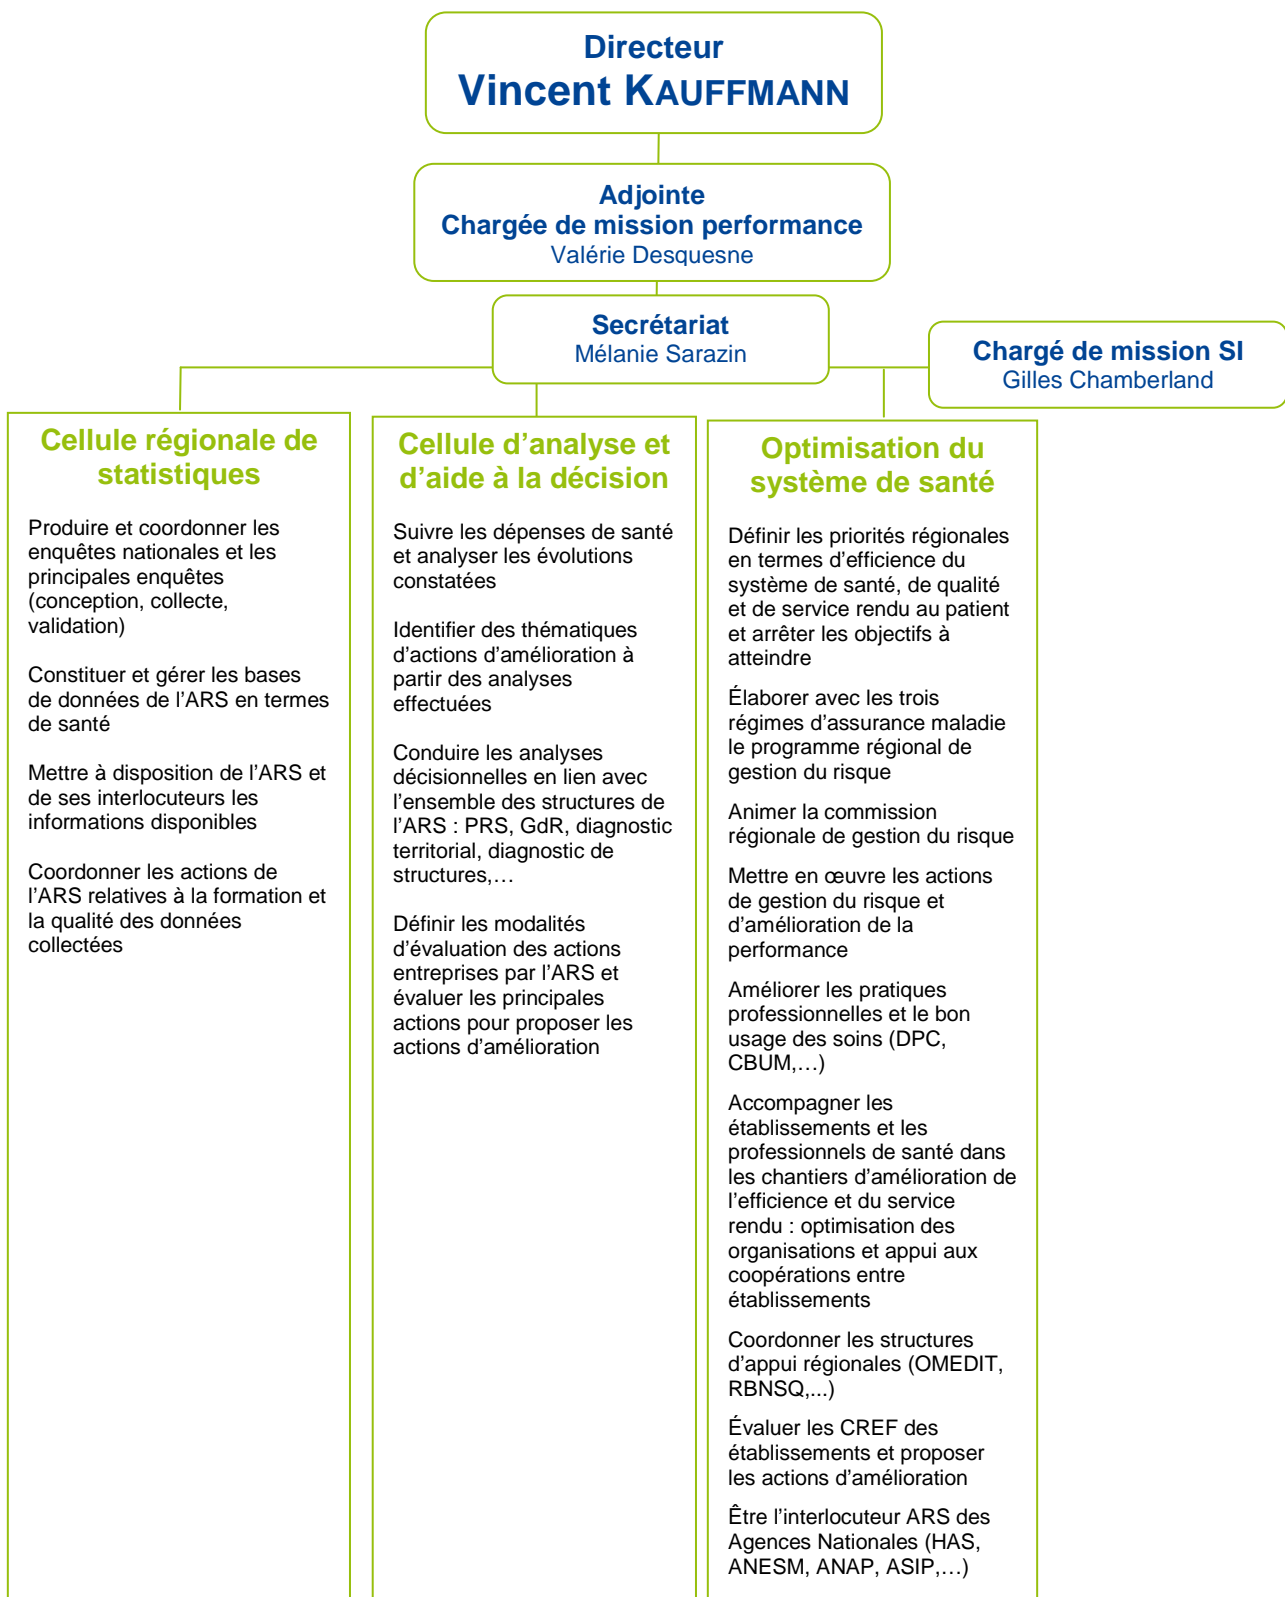 Directeur
Vincent KAUFFMANN
Adjointe
Chargée de mission performance
Valérie Desquesne
Secrétariat
Mélanie Sarazin
Chargé de mission SI
Gilles Chamberland
Cellule régionale de
statistiques
Produire et coordonner les
enquêtes nationales et les
principales enquêtes
(conception, collecte,
validation)
Constituer et gérer les bases
de données de l’ARS en termes
de santé
Mettre à disposition de l’ARS et
de ses interlocuteurs les
informations disponibles
Coordonner les actions de
l’ARS relatives à la formation et
la qualité des données
collectées
Cellule d’analyse et
d’aide à la décision
Suivre les dépenses de santé
et analyser les évolutions
constatées
Identifier des thématiques
d’actions d’amélioration à
partir des analyses
effectuées
Conduire les analyses
décisionnelles en lien avec
l’ensemble des structures de
l’ARS : PRS, GdR, diagnostic
territorial, diagnostic de
structures,…
Définir les modalités
d’évaluation des actions
entreprises par l’ARS et
évaluer les principales
actions pour proposer les
actions d’amélioration
Optimisation du
système de santé
Définir les priorités régionales
en termes d’efficience du
système de santé, de qualité
et de service rendu au patient
et arrêter les objectifs à
atteindre
Élaborer avec les trois
régimes d’assurance maladie
le programme régional de
gestion du risque
Animer la commission
régionale de gestion du risque
Mettre en œuvre les actions
de gestion du risque et
d’amélioration de la
performance
Améliorer les pratiques
professionnelles et le bon
usage des soins (DPC,
CBUM,…)
Accompagner les
établissements et les
professionnels de santé dans
les chantiers d’amélioration de
l’efficience et du service
rendu : optimisation des
organisations et appui aux
coopérations entre
établissements
Coordonner les structures
d’appui régionales (OMEDIT,
RBNSQ,...)
Évaluer les CREF des
établissements et proposer
les actions d’amélioration
Être l’interlocuteur ARS des
Agences Nationales (HAS,
ANESM, ANAP, ASIP,…)